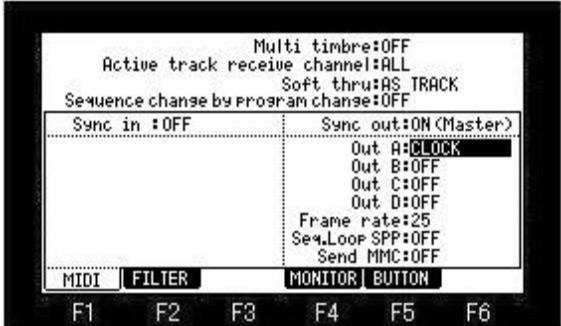 Multi timbre:OFF
Active track receive channel:ALL
Soft thru:AS TRACK
Sequence change by program change:OFF
Sync in :OFF
Sync out:ON(Master)
Out A:CLOCK
Out B:OFF
Out C:OFF
Out D:OFF
Frame rate:25
Seq.Loop SPP:OFF
Send MMC:OFF
MIDI FILTER MONITOR BUTTON
F1 F2 F3 F4 F5 F6